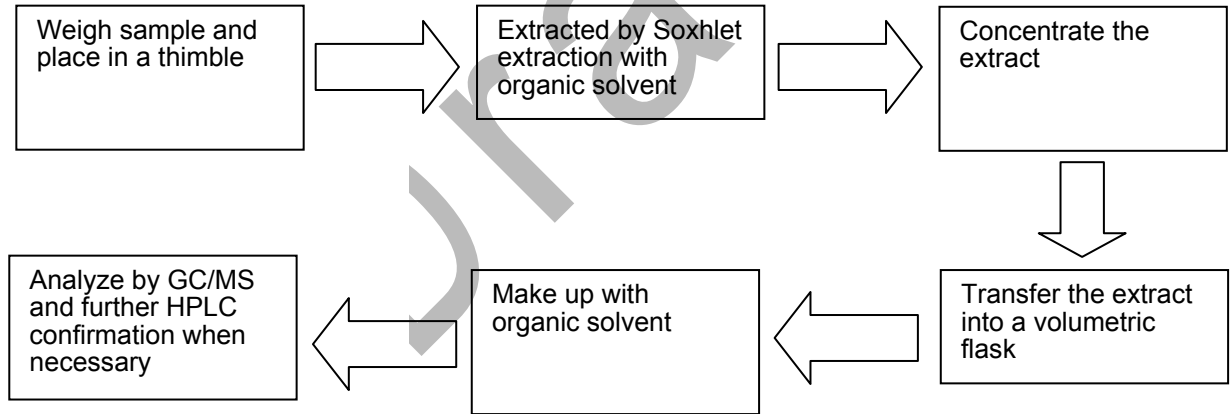 Weigh sample and
place in a thimble
Extracted by Soxhlet
extraction with
organic solvent
Concentrate the
extract
Transfer the extract
into a volumetric
flask
Make up with
organic solvent
Analyze by GC/MS
and further HPLC
confirmation when
necessary